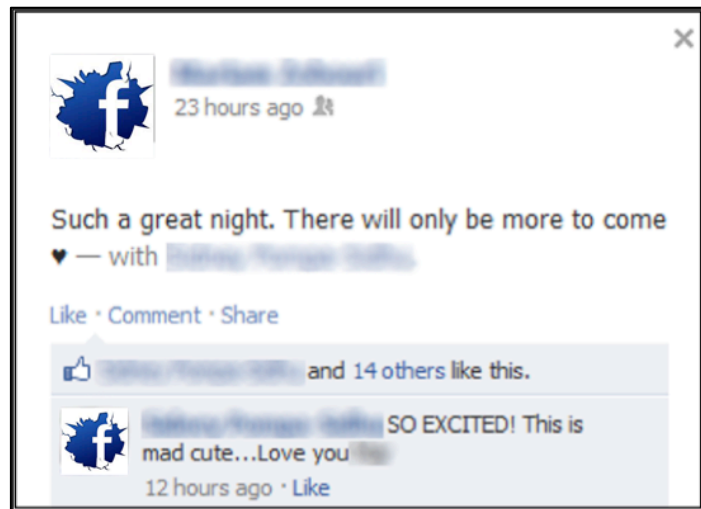 ×
f
23 hours ago
Such a great night. There will only be more to come
♥ — with
Like · Comment · Share
and 14 others like this.
f
SO EXCITED! This is
mad cute...Love you
12 hours ago · Like